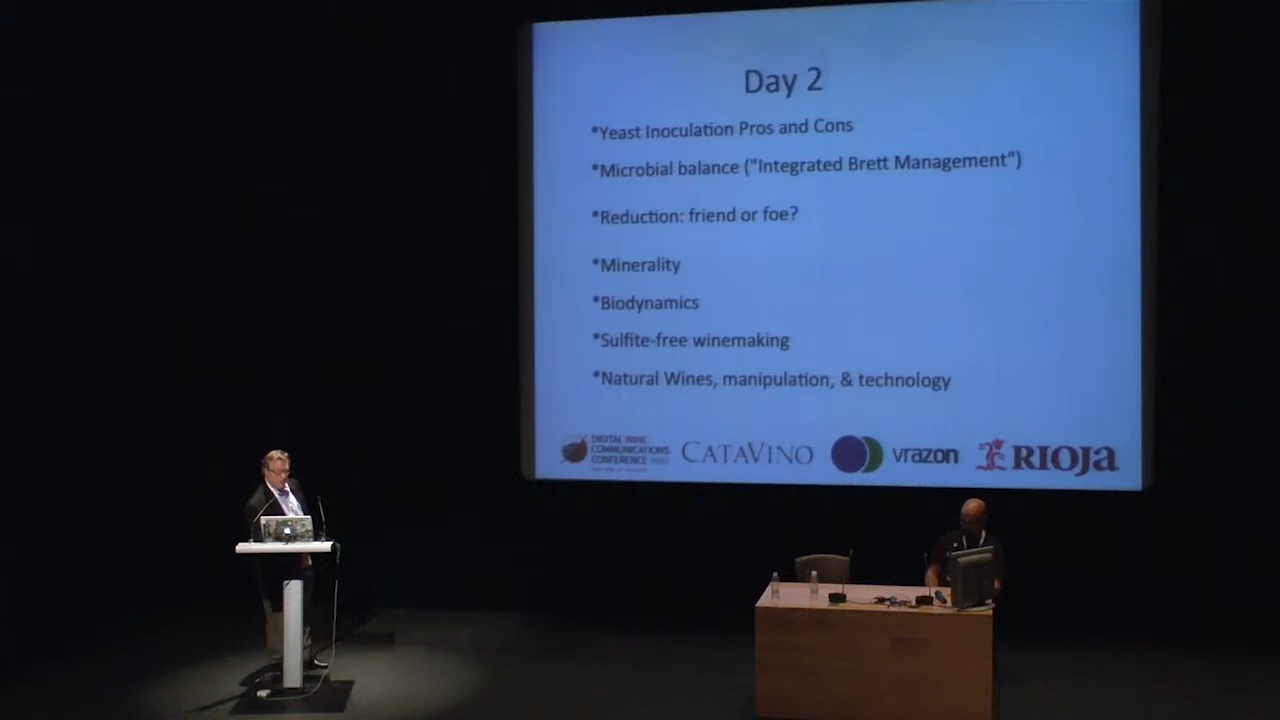 Day 2
*Yeast Inoculation Pros and Cons
*Microbial balance ("Integrated Brett Management")
*Reduction: friend or foe?
*Minerality
*Biodynamics
*Sulfite-free winemaking
*Natural Wines, manipulation, & technology
DIGITAL WINE
COMMUNICATIONS
CONFERENCE
CATAVINO
vrazon
RIOJA